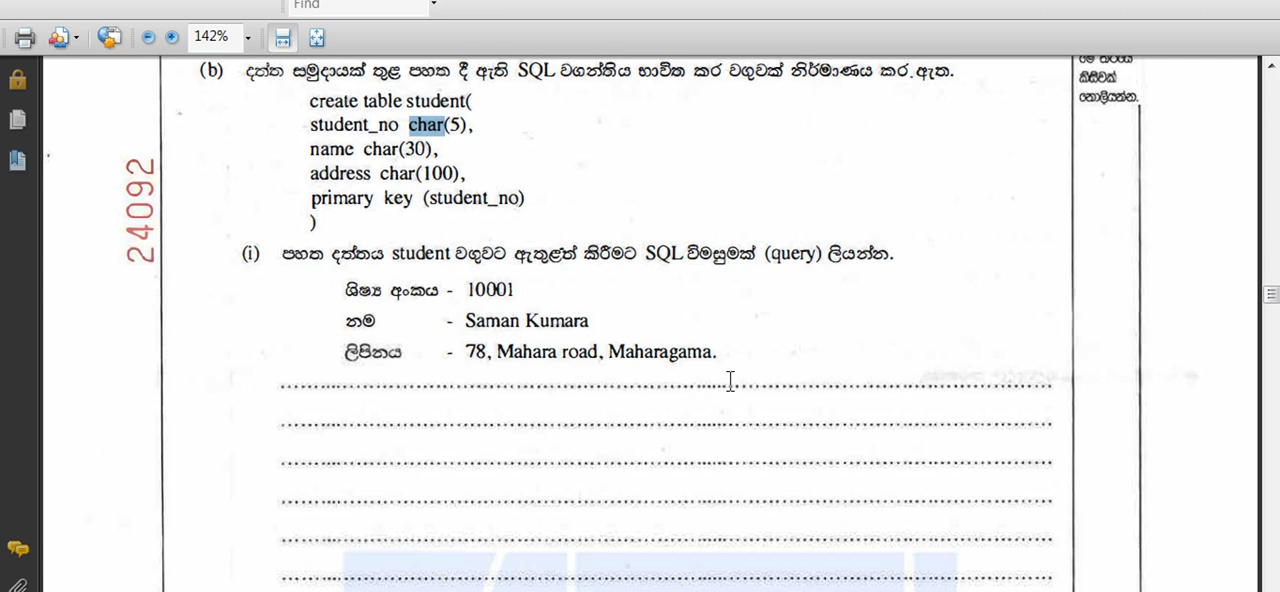 Find
142%
(b) දත්ත සමුදායක් තුළ පහත දී ඇති SQL වගන්තිය භාවිත කර වගුවක් නිර්මාණය කර ඇත.
කිසිවක්
නොලියන්න.
create table student(
student_no char(5),
name char(30),
address char(100),
primary key (student_no)
)
24092
(i) පහත දත්තය student වගුවට ඇතුළත් කිරීමට SQL විමසුමක් (query) ලියන්න.
ශිෂ්‍ය අංකය - 10001
නම - Saman Kumara
ලිපිනය - 78, Mahara road, Maharagama.